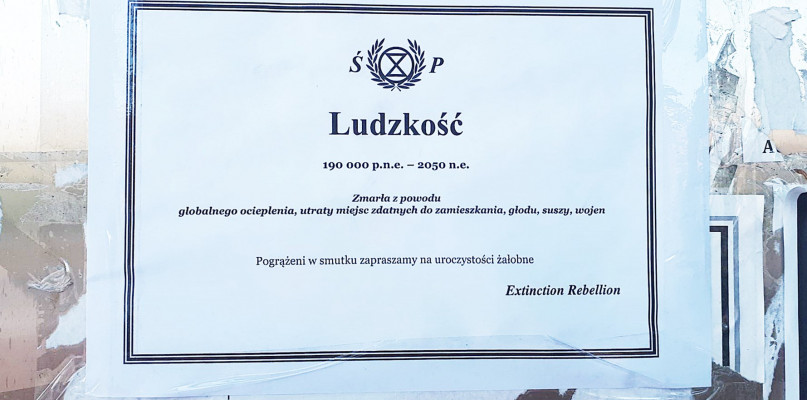 Ś P
Ludzkość
190 000 p.n.e. – 2050 n.e.
Zmarła z powodu
globalnego ocieplenia, utraty miejsc zdatnych do zamieszkania, głodu, suszy, wojen
Pogrążeni w smutku zapraszamy na uroczystości żałobne
Extinction Rebellion
A